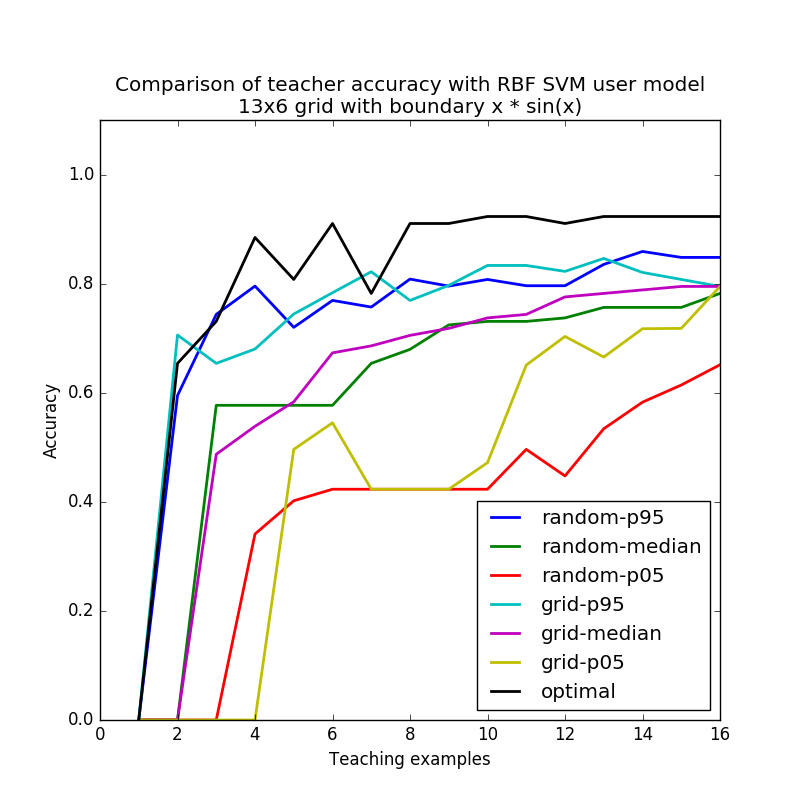 Comparison of teacher accuracy with RBF SVM user model
13x6 grid with boundary x * sin(x)
Accuracy
1.0
0.8
0.6
0.4
0.2
0.0
random-p95
random-median
random-p05
grid-p95
grid-median
grid-p05
optimal
0 2 4 6 8 10 12 14 16
Teaching examples